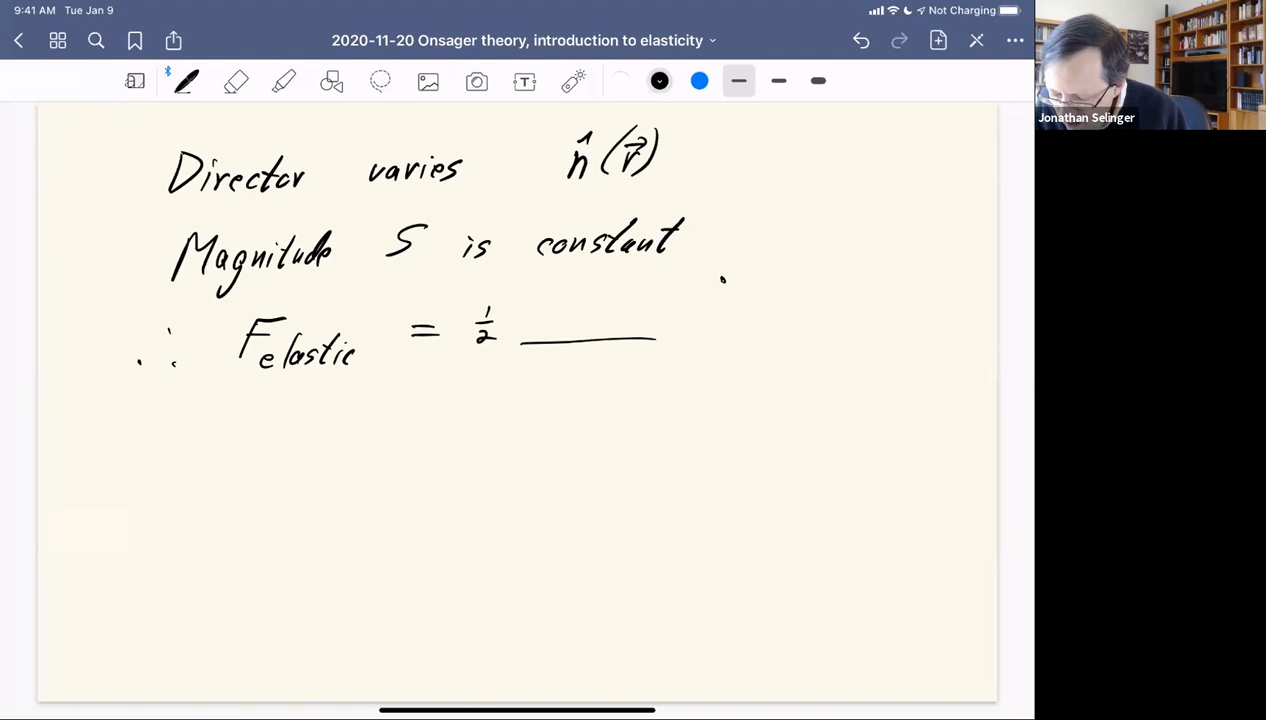 9:41 AM Tue Jan 9
Not Charging
2020-11-20 Onsager theory, introduction to elasticity
Jonathan Selinger
Director varies n̂(r⃗)
Magnitude S is constant
∴ F_elastic = ½ ______